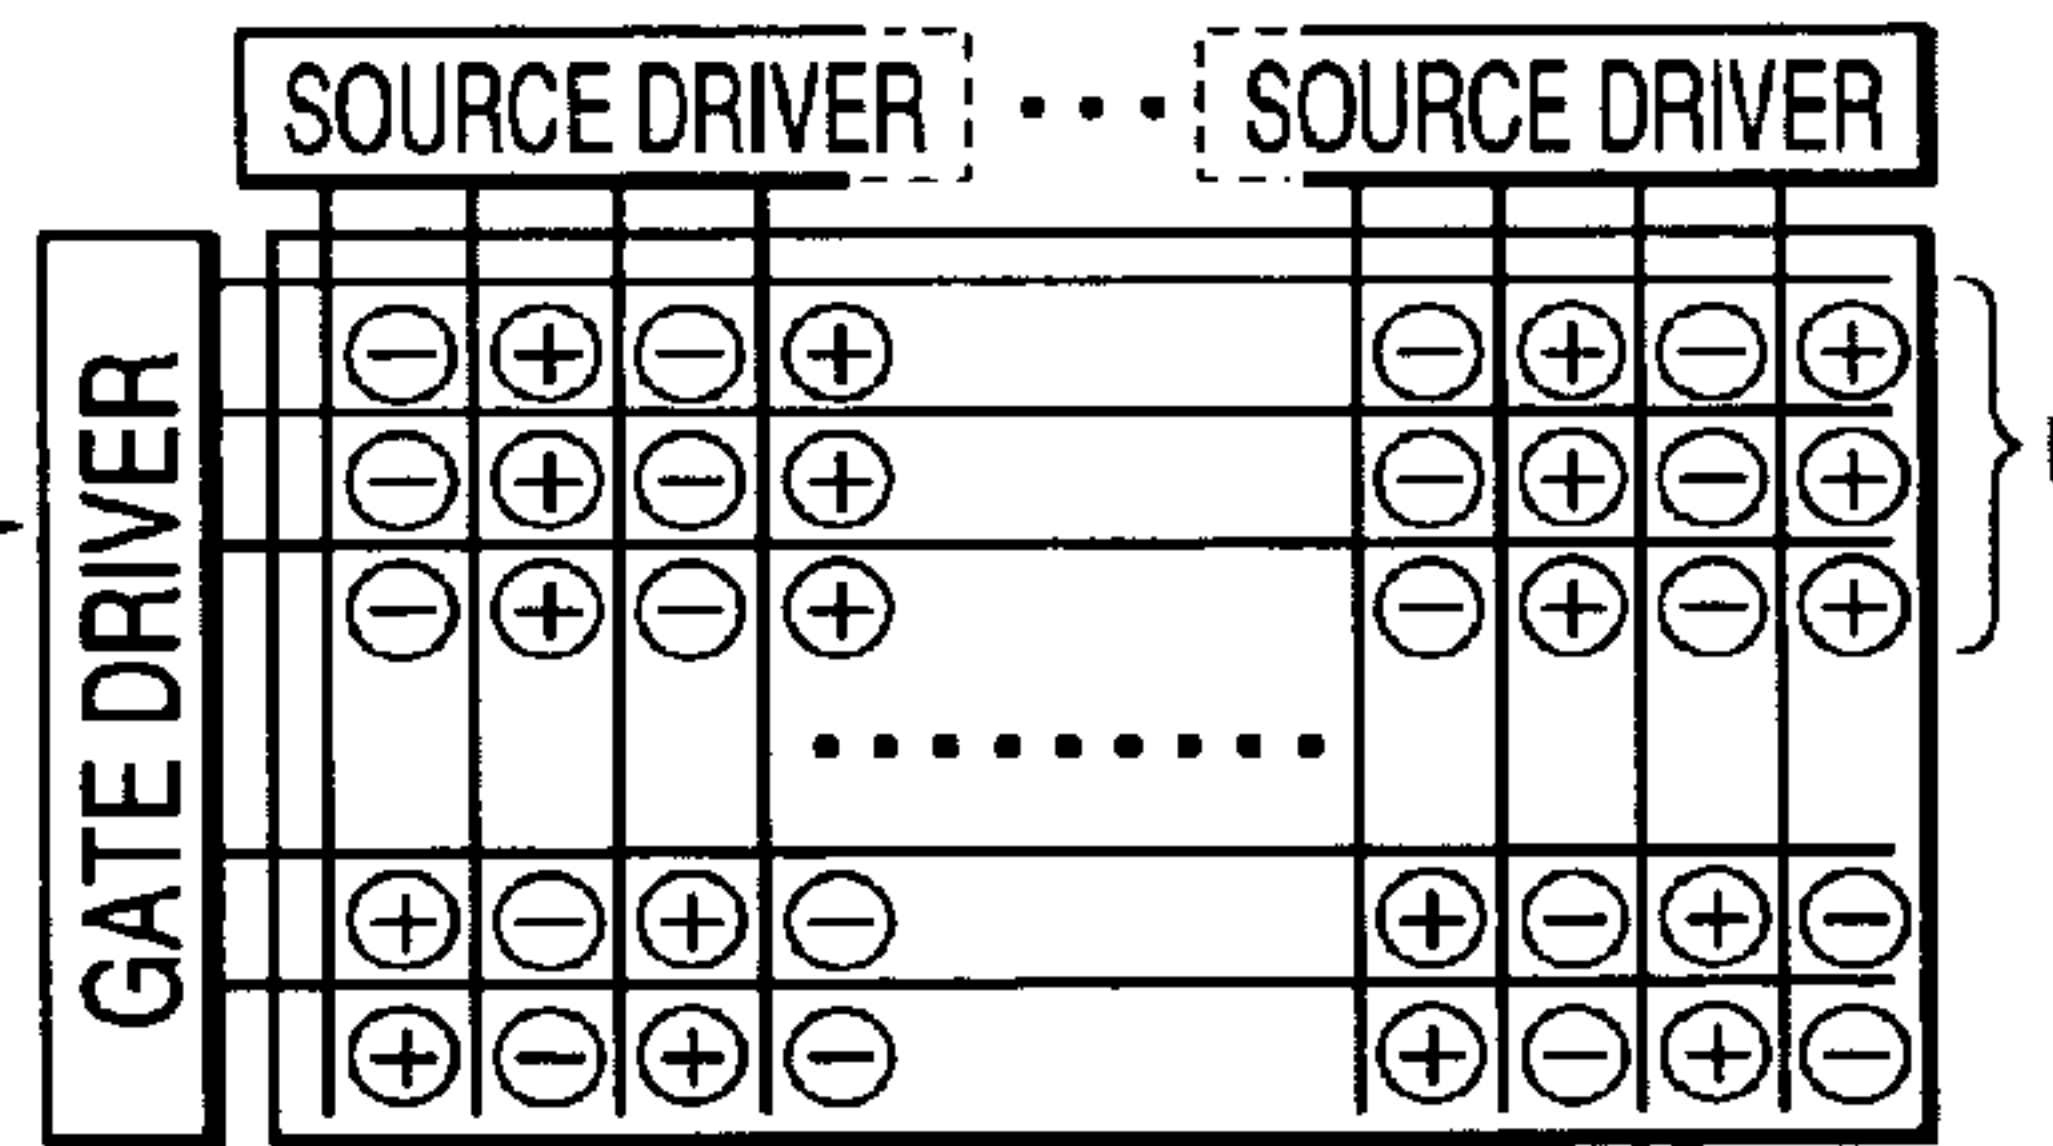 SOURCE DRIVER
SOURCE DRIVER
GATE DRIVER
− + − + − + − +
− + − + − + − +
− + − + − + − +
+ − + − + − + −
+ − + − + − + −